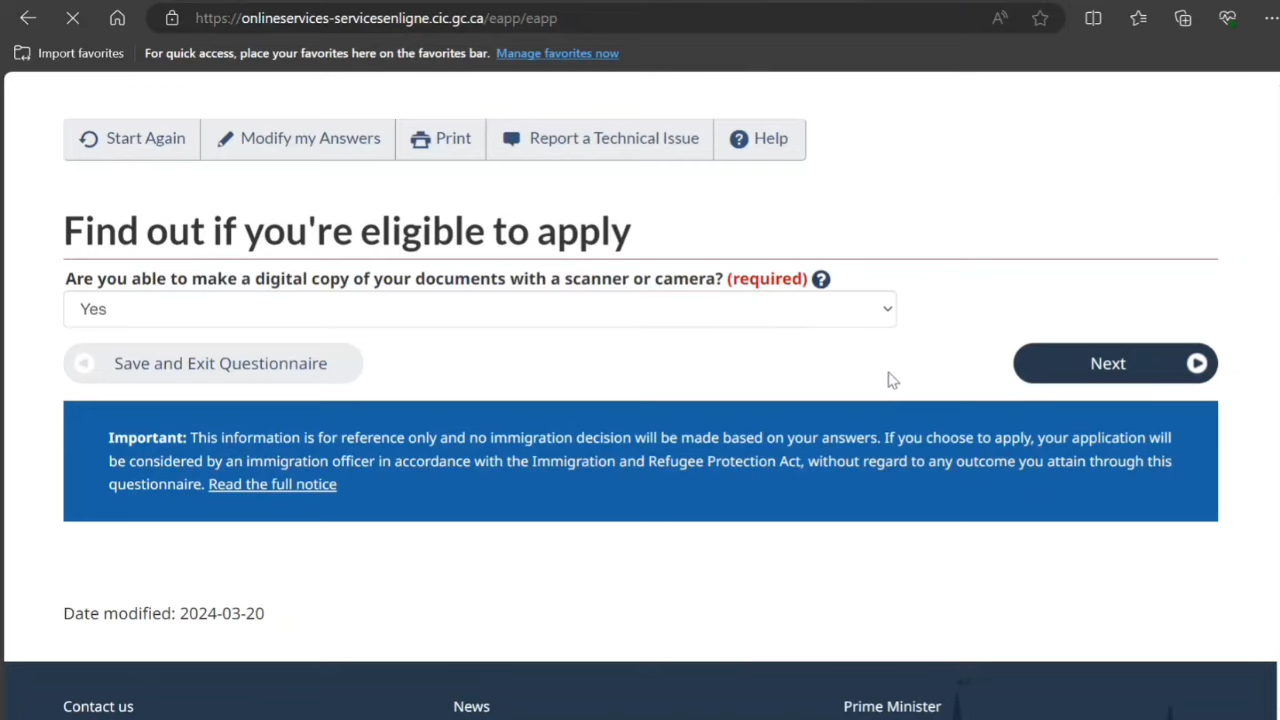 https://onlineservices-servicesenligne.cic.gc.ca/eapp/eapp
Import favorites
For quick access, place your favorites here on the favorites bar. Manage favorites now
Start Again
Modify my Answers
Print
Report a Technical Issue
Help
Find out if you're eligible to apply
Are you able to make a digital copy of your documents with a scanner or camera? (required)
Yes
Save and Exit Questionnaire
Next
Important: This information is for reference only and no immigration decision will be made based on your answers. If you choose to apply, your application will
be considered by an immigration officer in accordance with the Immigration and Refugee Protection Act, without regard to any outcome you attain through this
questionnaire. Read the full notice
Date modified: 2024-03-20
Contact us
News
Prime Minister